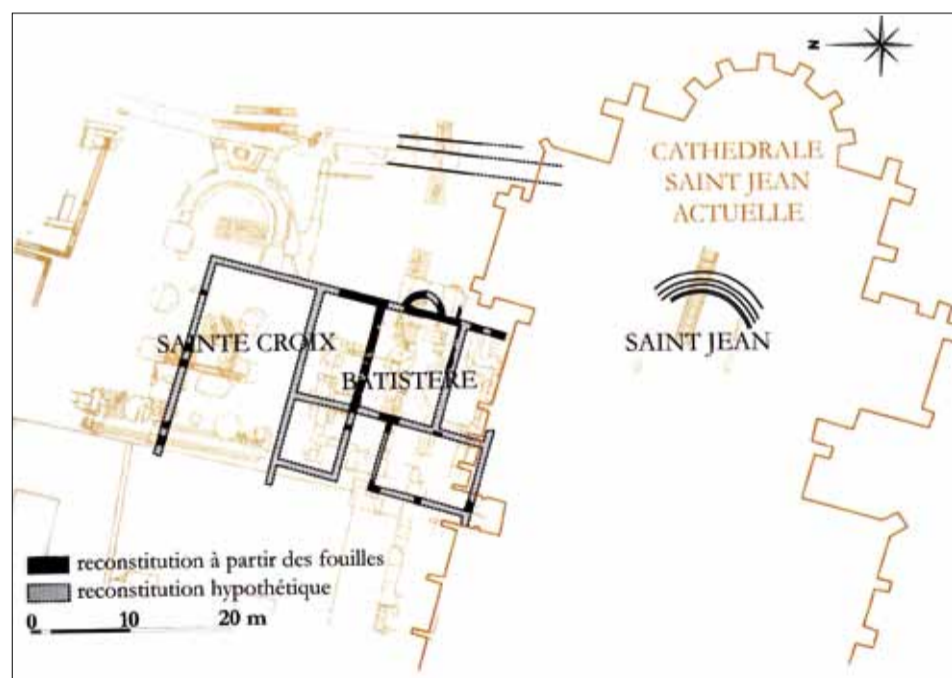 N
CATHEDRALE
SAINT JEAN
ACTUELLE
SAINTE CROIX
SAINT JEAN
BATISTERE
reconstitution à partir des fouilles
reconstitution hypothétique
0 10 20 m